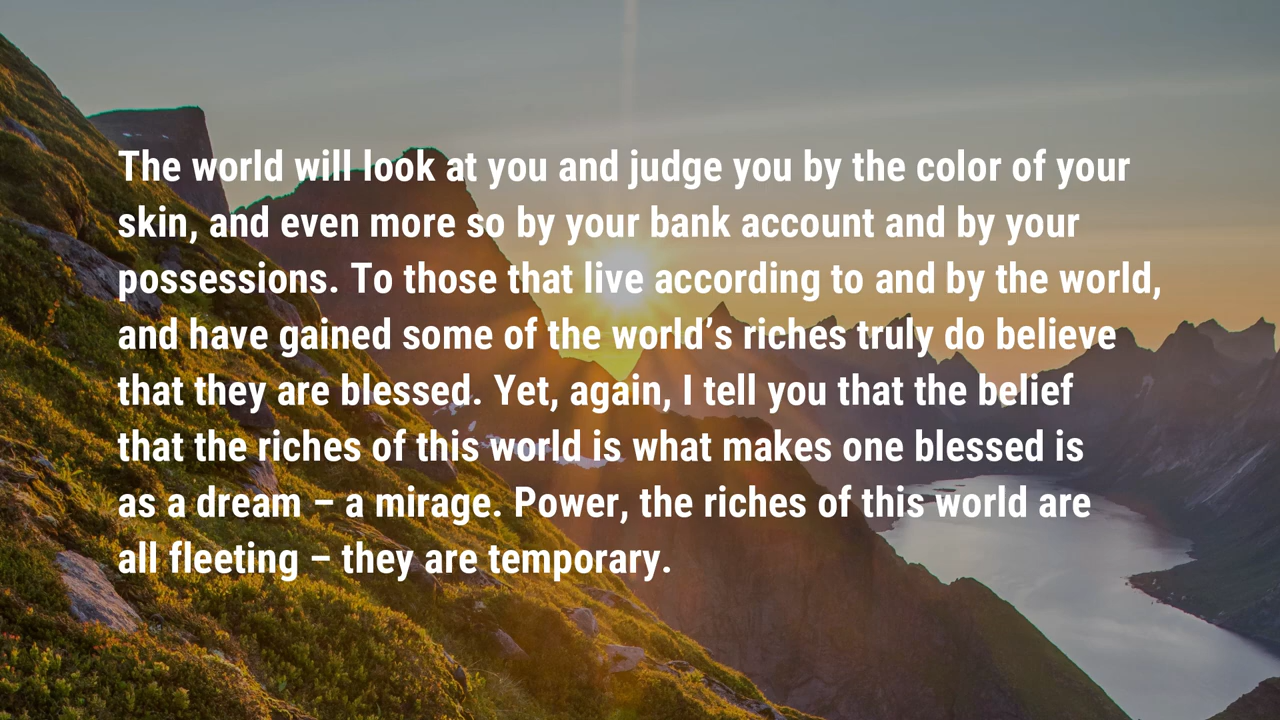 The world will look at you and judge you by the color of your
skin, and even more so by your bank account and by your
possessions. To those that live according to and by the world,
and have gained some of the world’s riches truly do believe
that they are blessed. Yet, again, I tell you that the belief
that the riches of this world is what makes one blessed is
as a dream – a mirage. Power, the riches of this world are
all fleeting – they are temporary.